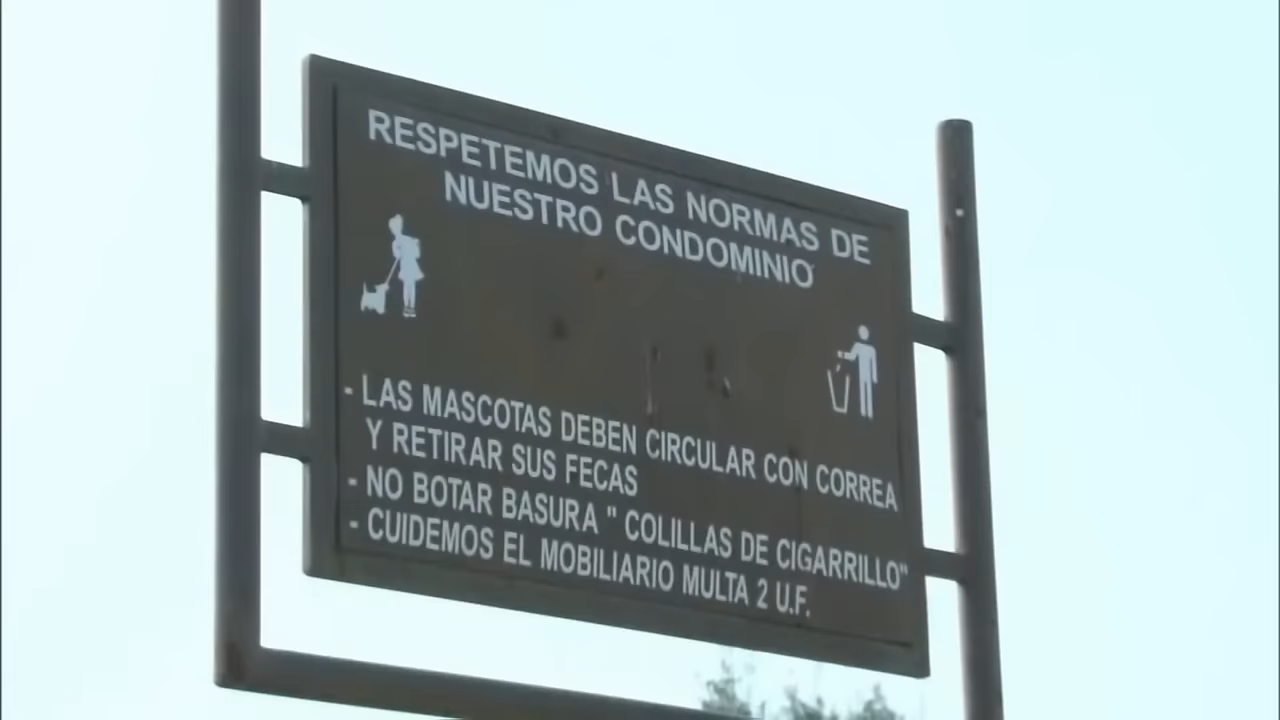 RESPETEMOS LAS NORMAS DE
NUESTRO CONDOMINIO
- LAS MASCOTAS DEBEN CIRCULAR CON CORREA
Y RETIRAR SUS FECAS
- NO BOTAR BASURA " COLILLAS DE CIGARRILLO"
- CUIDEMOS EL MOBILIARIO MULTA 2 U.F.